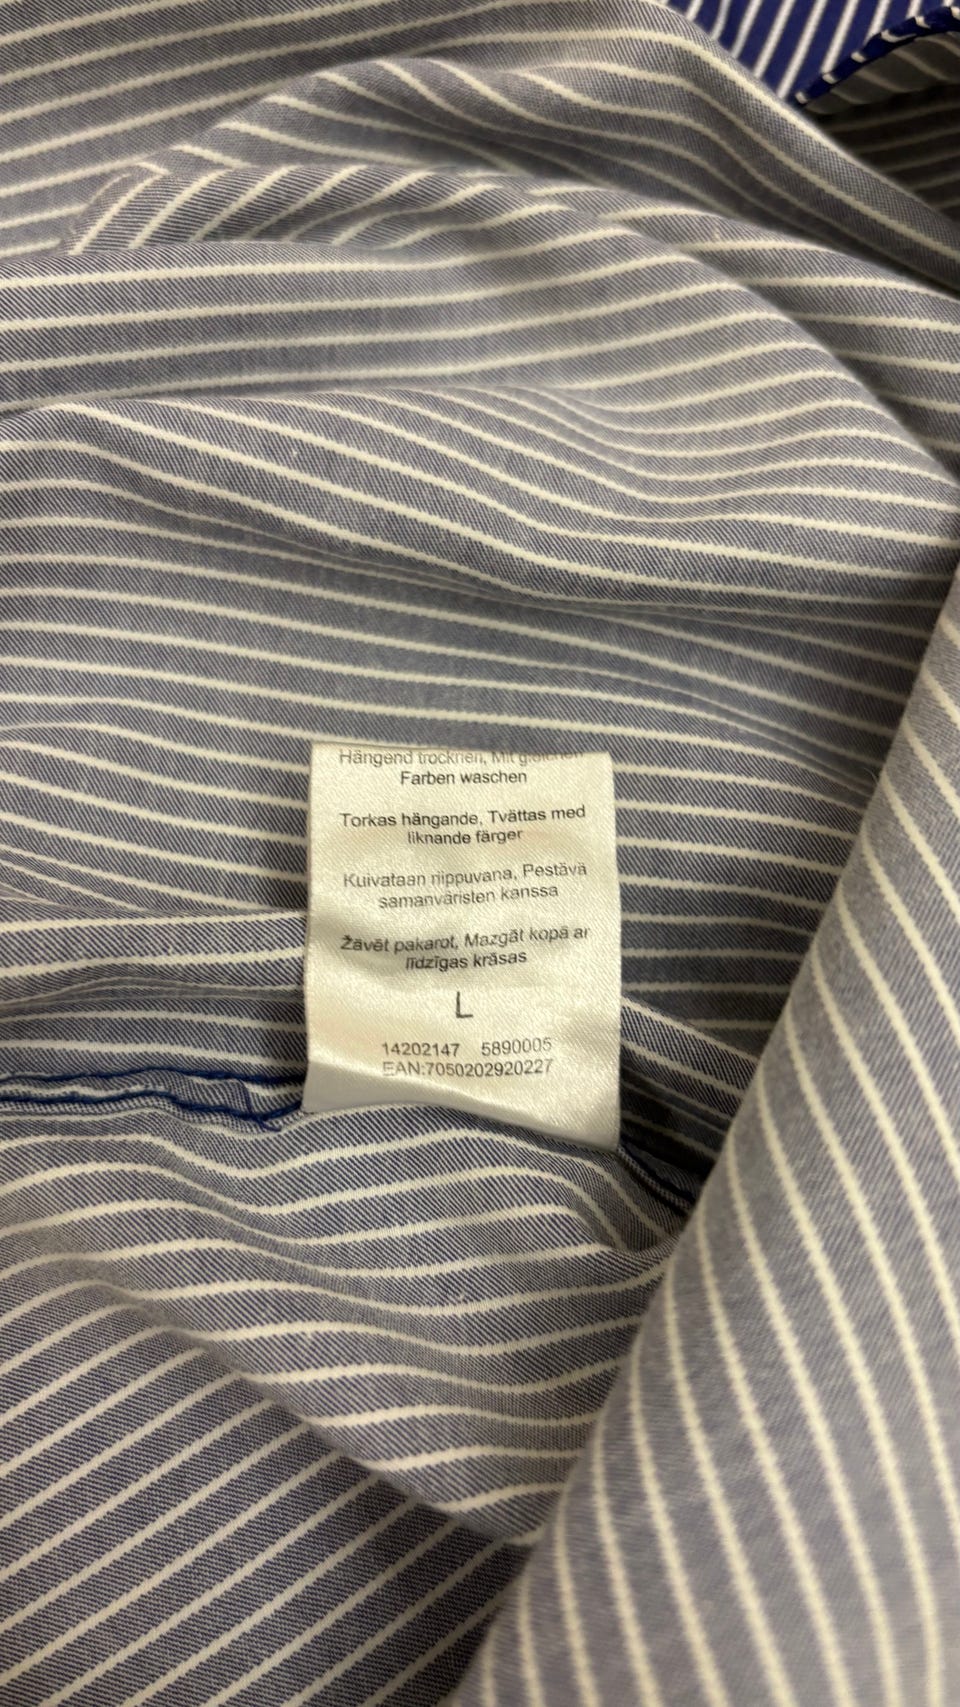 Hängend trocknen, Mit gleichen
Farben waschen
Torkas hängande, Tvättas med
liknande färger
Kuivataan riippuvana, Pestävä
samanväristen kanssa
Žāvēt pakarot, Mazgāt kopā ar
līdzīgas krāsas
L
14202147 5890005
EAN:7050202920227